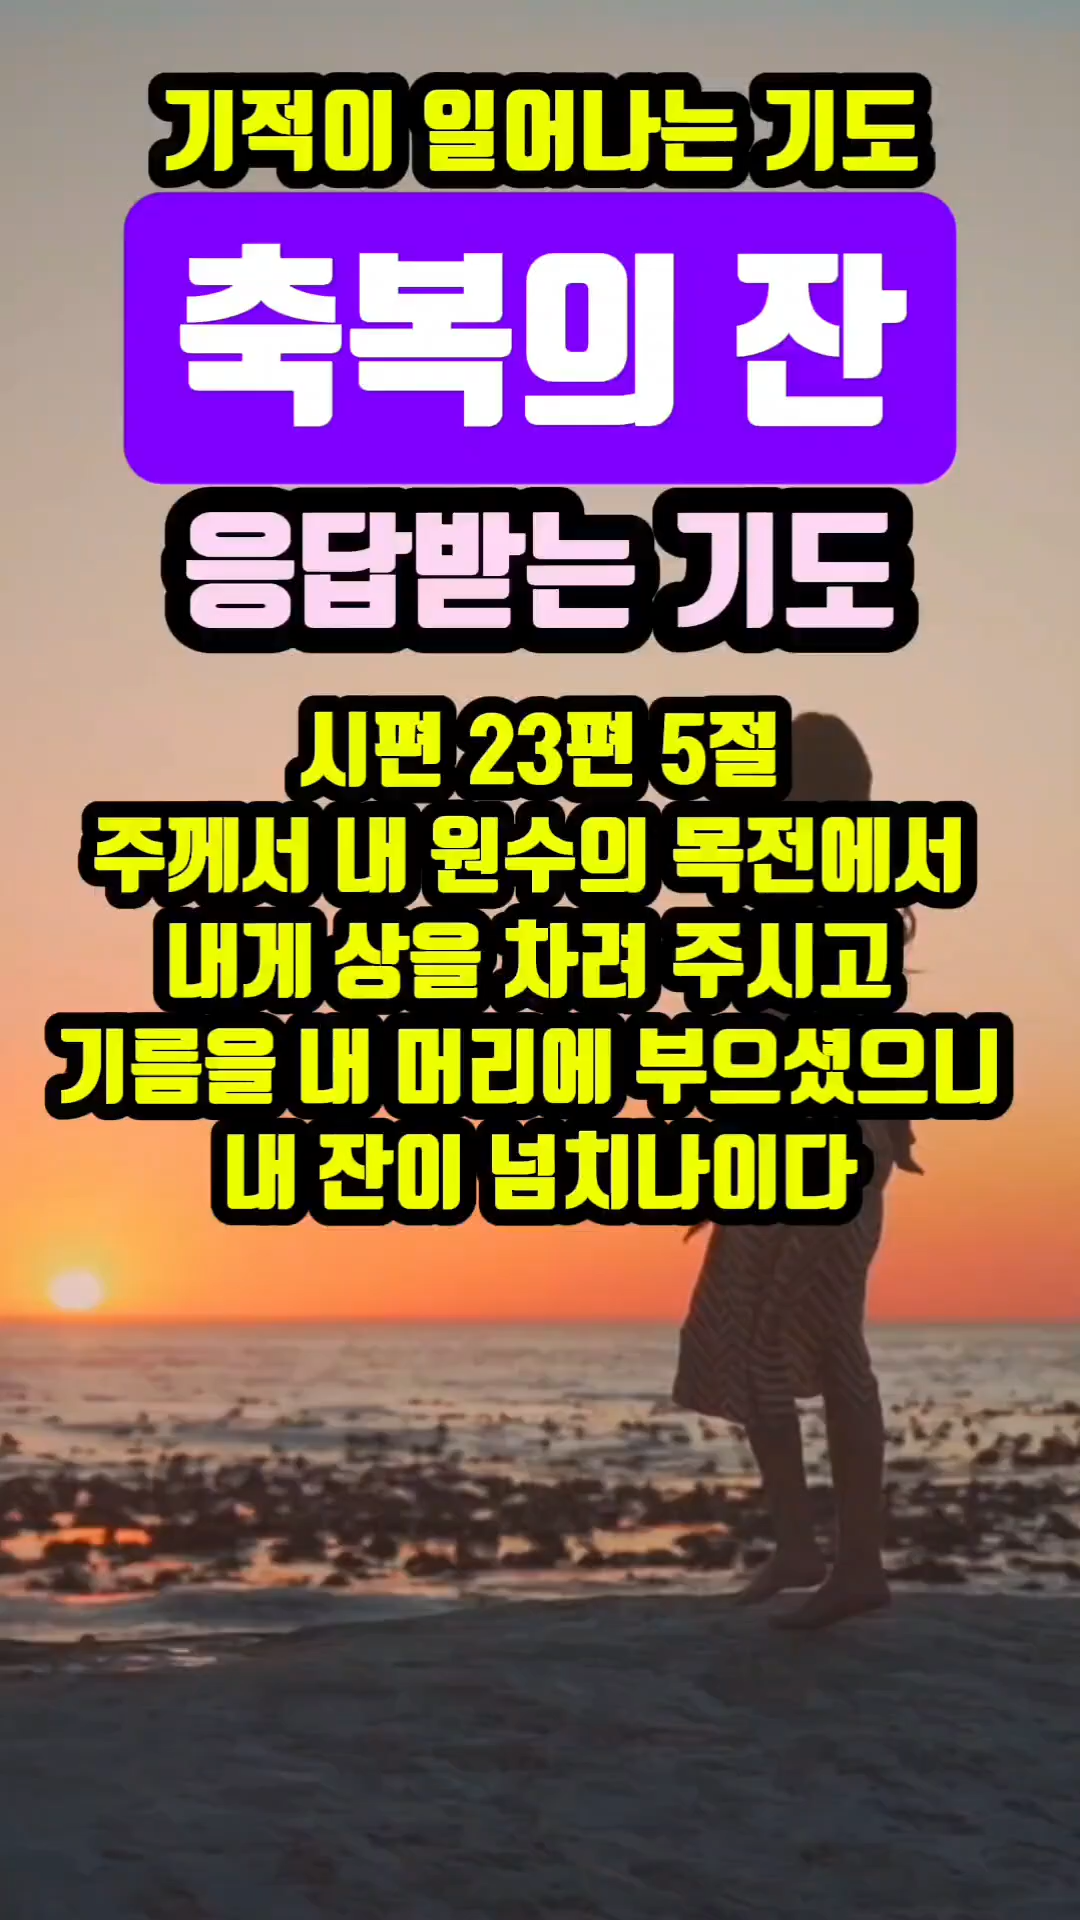 기적이 일어나는 기도
축복의 잔
응답받는 기도
시편 23편 5절
주께서 내 원수의 목전에서
내게 상을 차려 주시고
기름을 내 머리에 부으셨으니
내 잔이 넘치나이다